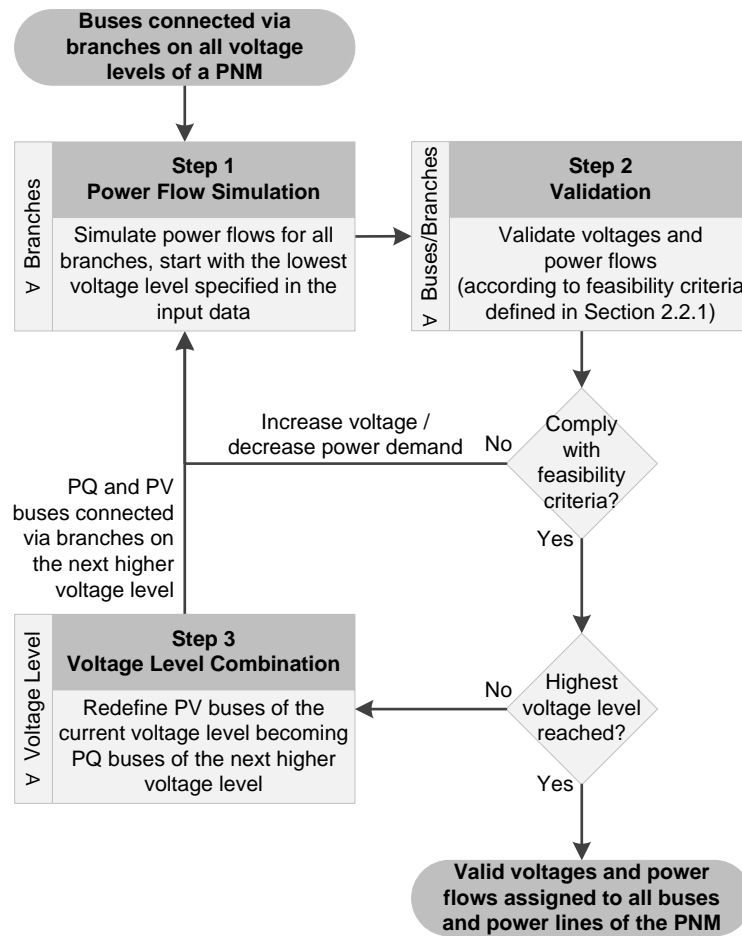 Buses connected via
branches on all voltage
levels of a PNM
∀ Branches
Step 1
Power Flow Simulation
Simulate power flows for all
branches, start with the lowest
voltage level specified in the
input data
∀ Buses/Branches
Step 2
Validation
Validate voltages and
power flows
(according to feasibility criteria
defined in Section 2.2.1)
Increase voltage /
decrease power demand
No
Comply
with
feasibility
criteria?
Yes
PQ and PV
buses connected
via branches on
the next higher
voltage level
∀ Voltage Level
Step 3
Voltage Level Combination
Redefine PV buses of the
current voltage level becoming
PQ buses of the next higher
voltage level
No
Highest
voltage level
reached?
Yes
Valid voltages and power
flows assigned to all buses
and power lines of the PNM